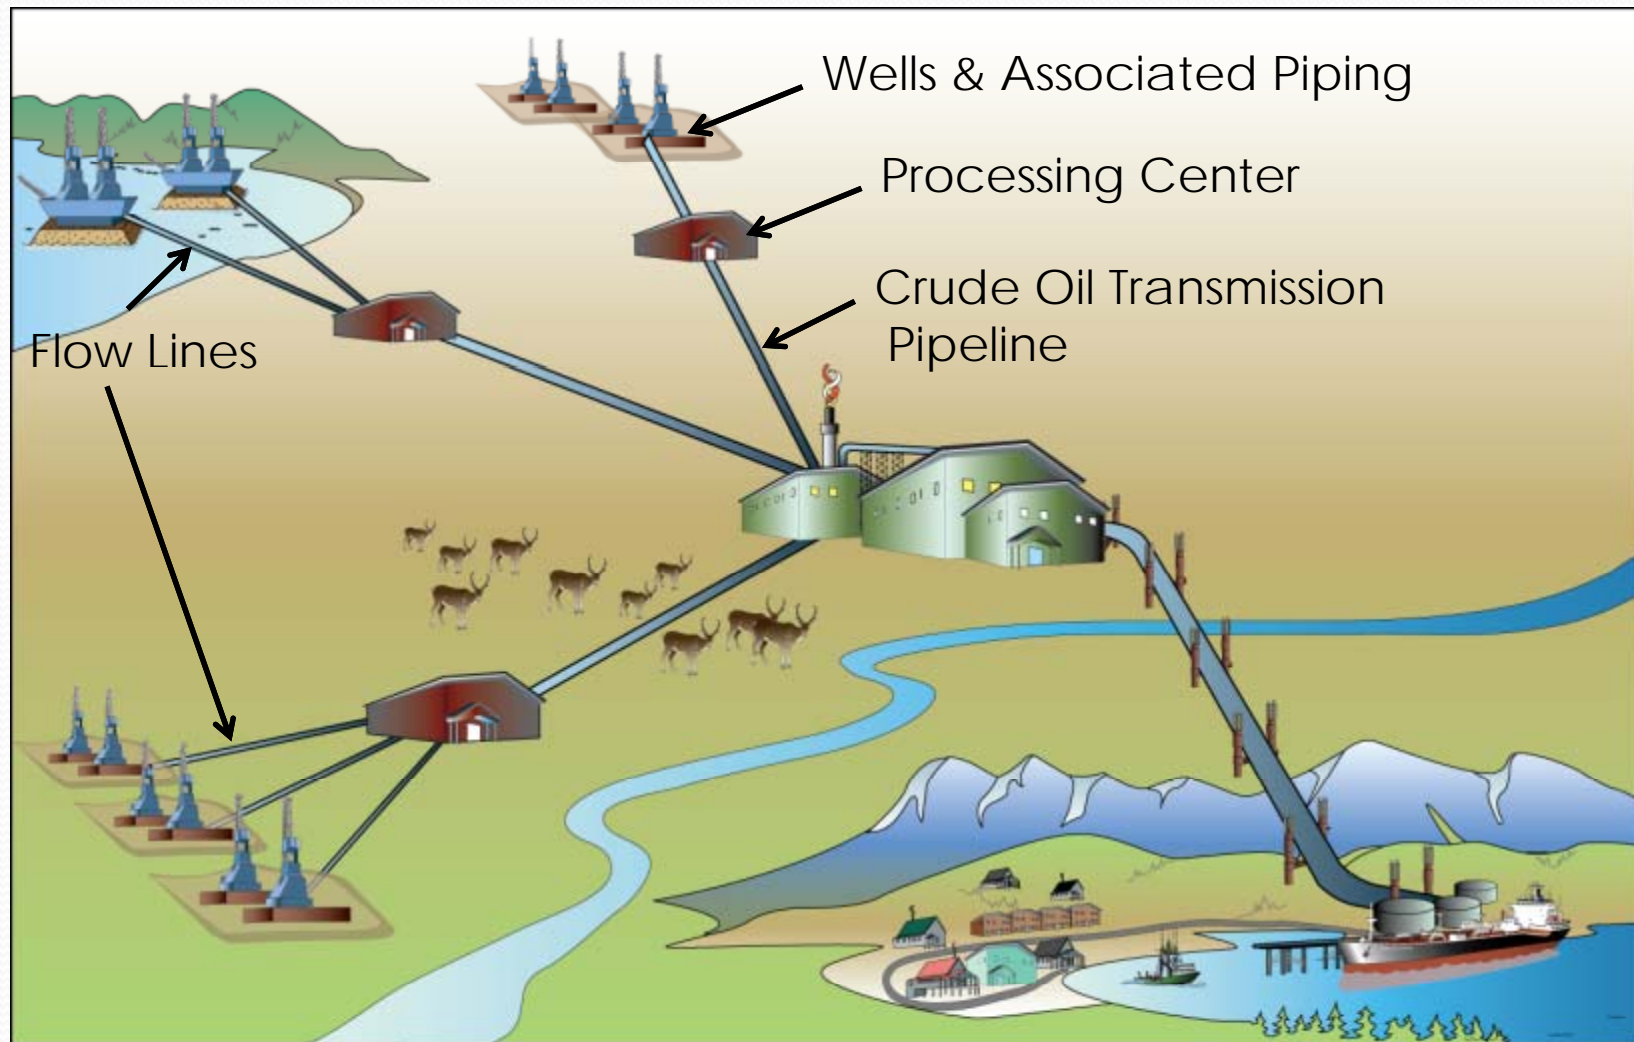 Wells & Associated Piping
Processing Center
Crude Oil Transmission
Pipeline
Flow Lines